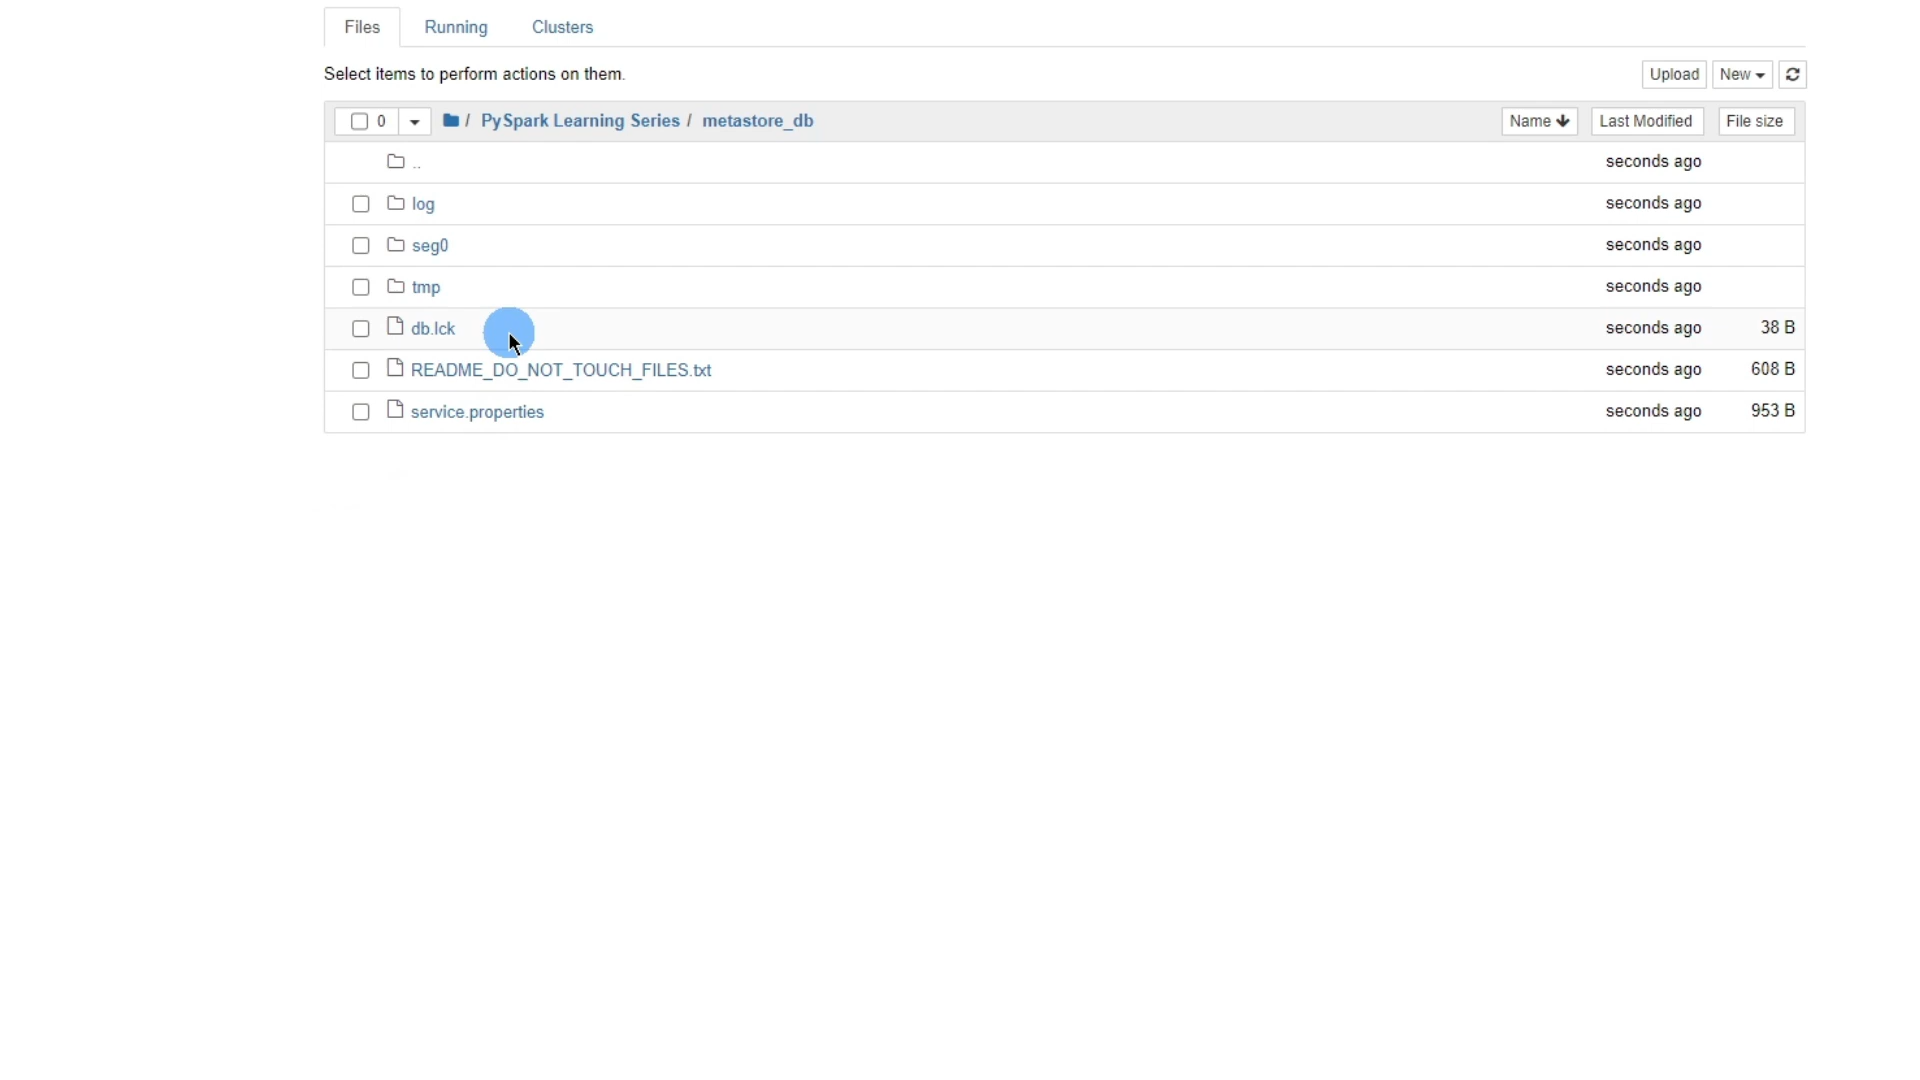 Files Running Clusters
Select items to perform actions on them. Upload New
0 / PySpark Learning Series / metastore_db Name Last Modified File size
.. seconds ago
log seconds ago
seg0 seconds ago
tmp seconds ago
db.lck seconds ago 38 B
README_DO_NOT_TOUCH_FILES.txt seconds ago 608 B
service.properties seconds ago 953 B